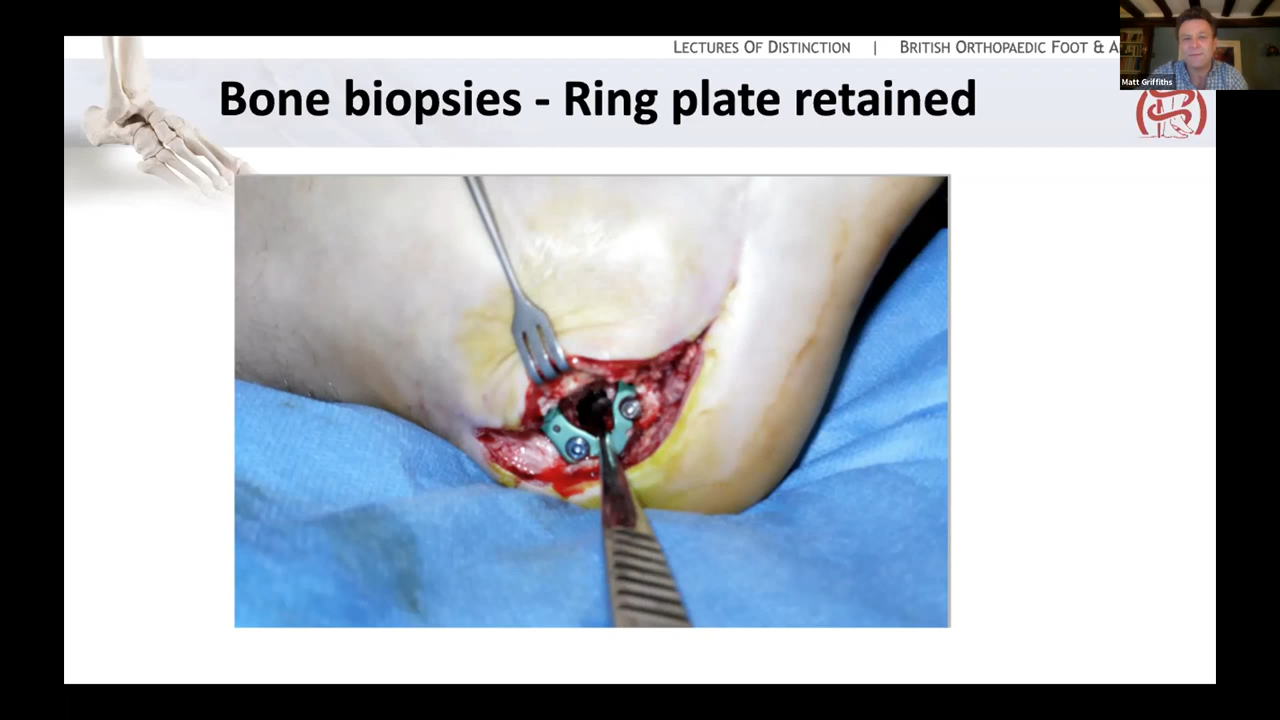 LECTURES OF DISTINCTION | BRITISH ORTHOPAEDIC FOOT &
Matt Griffiths
Bone biopsies - Ring plate retained